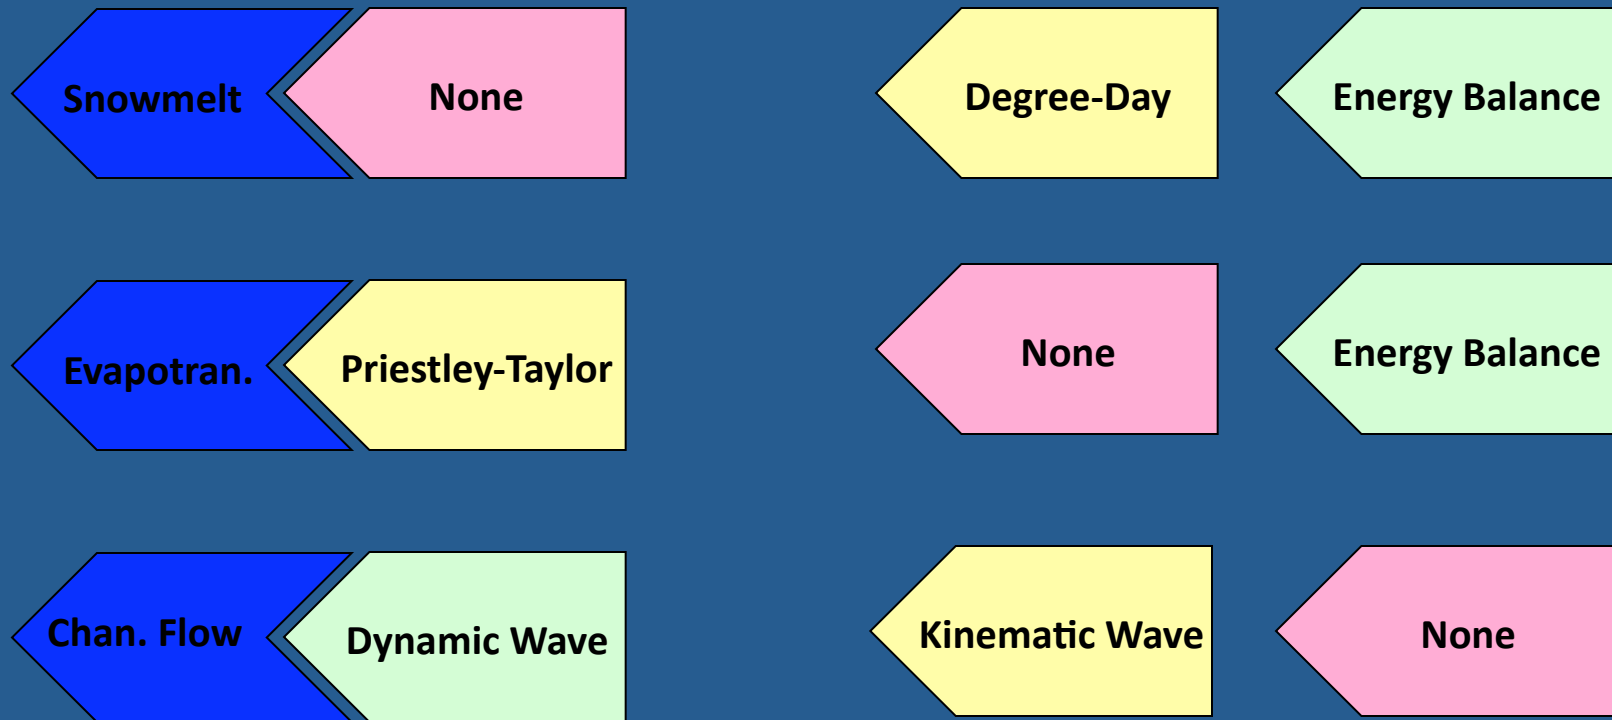 Snowmelt
None
Degree-Day
Energy Balance
Evapotran.
Priestley-Taylor
None
Energy Balance
Chan. Flow
Dynamic Wave
Kinematic Wave
None